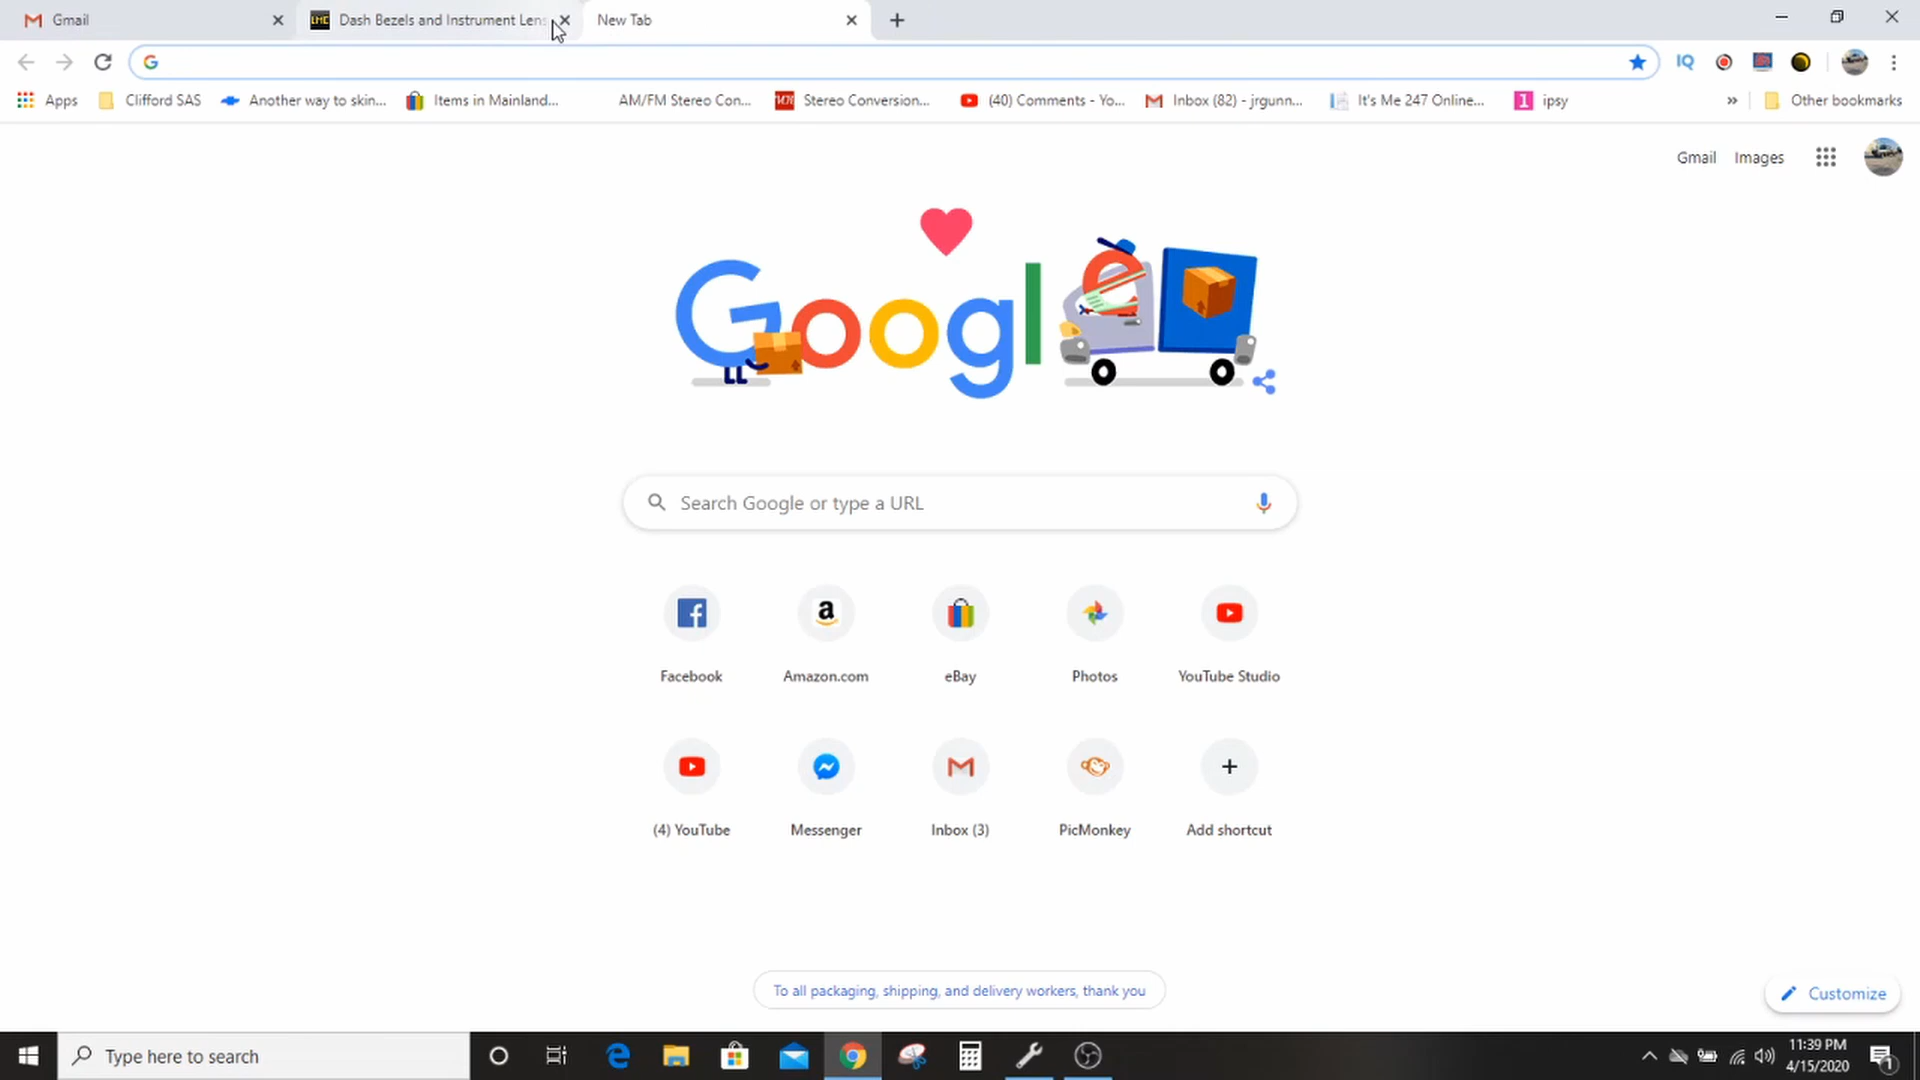 Gmail
Dash Bezels and Instrument Lens
New Tab
Apps
Clifford SAS
Another way to skin...
Items in Mainland...
AM/FM Stereo Con...
Stereo Conversion...
(40) Comments - Yo...
Inbox (82) - jrgunn...
It's Me 247 Online...
ipsy
»
Other bookmarks
IQ
Gmail
Images
Google
Search Google or type a URL
Facebook
Amazon.com
eBay
Photos
YouTube Studio
(4) YouTube
Messenger
Inbox (3)
PicMonkey
Add shortcut
To all packaging, shipping, and delivery workers, thank you
Customize
Type here to search
11:39 PM
4/15/2020
1